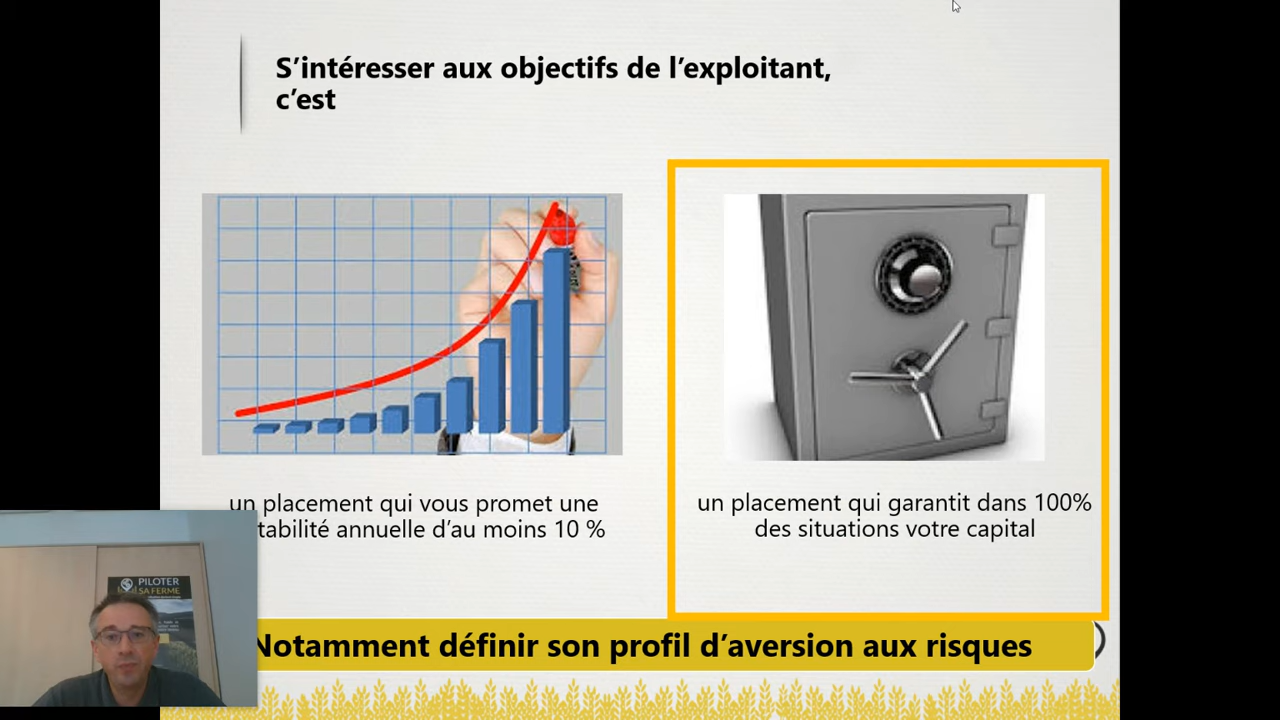 S’intéresser aux objectifs de l’exploitant,
c’est
un placement qui vous promet une
tabilité annuelle d’au moins 10 %
un placement qui garantit dans 100%
des situations votre capital
PILOTER
SA FERME
Notamment définir son profil d’aversion aux risques